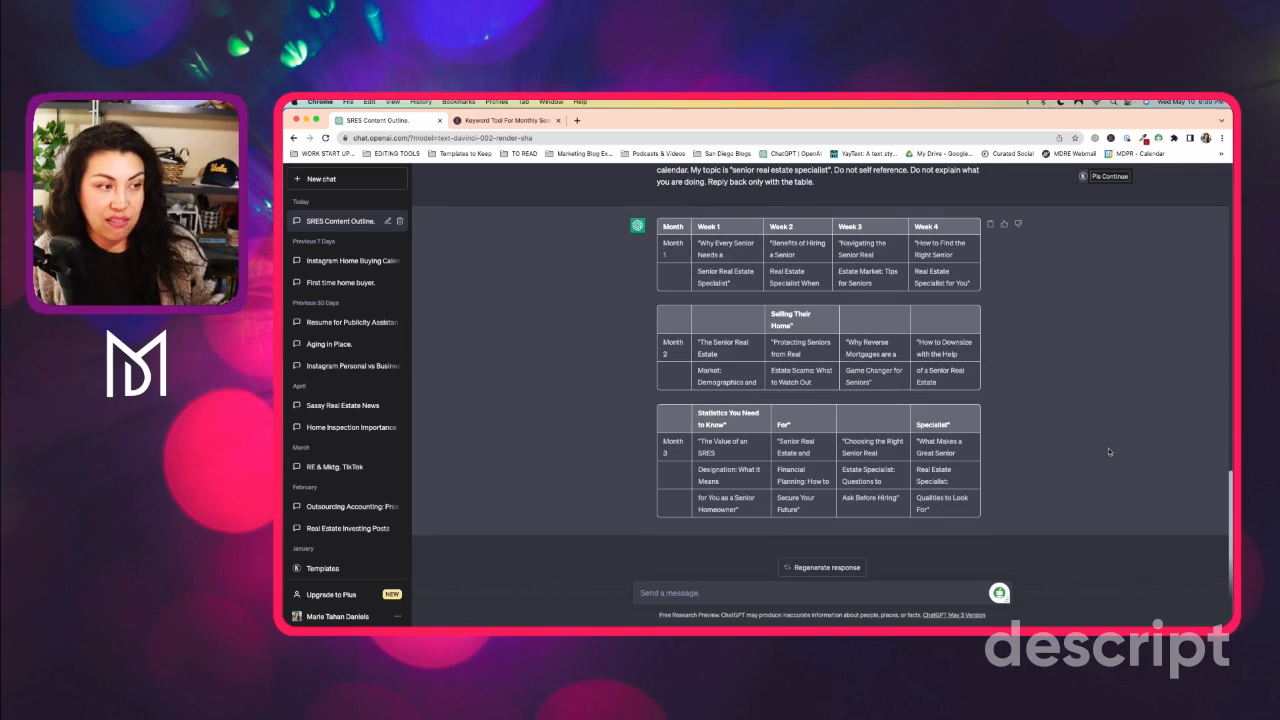 Chrome File Edit View History Bookmarks Profiles Tab Window Help
Wed May 10 6:00 PM
SRES Content Outline.
Keyword Tool For Monthly Sea
chat.openai.com/?model=text-davinci-002-render-sha
WORK START UP... EDITING TOOLS Templates to Keep TO READ Marketing Blog Ex... Podcasts & Videos San Diego Blogs ChatGPT | OpenAI YayText: A text sty... My Drive - Google... Curated Social MDRE Webmail MDPR - Calendar
New chat
Today
SRES Content Outline.
Previous 7 Days
Instagram Home Buying Calen
First time home buyer.
Previous 30 Days
Resume for Publicity Assistan
Aging in Place.
Instagram Personal vs Busine
April
Sassy Real Estate News
Home Inspection Importance
March
RE & Mktg. TikTok
February
Outsourcing Accounting: Pros
Real Estate Investing Posts
January
Templates
Upgrade to Plus NEW
Marie Tahan Daniels
calendar. My topic is "senior real estate specialist". Do not self reference. Do not explain what
you are doing. Reply back only with the table.
Pls Continue
Month Week 1 Week 2 Week 3 Week 4
Month "Why Every Senior "Benefits of Hiring "Navigating the "How to Find the
1 Needs a a Senior Senior Real Right Senior
Senior Real Estate Real Estate Estate Market: Tips Real Estate
Specialist" Specialist When for Seniors Specialist for You"
Selling Their
Home"
Month "The Senior Real "Protecting Seniors "Why Reverse "How to Downsize
2 Estate from Real Mortgages are a with the Help
Market: Estate Scams: What Game Changer for of a Senior Real
Demographics and to Watch Out Seniors" Estate
Statistics You Need
to Know" For" Specialist"
Month "The Value of an "Senior Real "Choosing the Right "What Makes a
3 SRES Estate and Senior Real Great Senior
Designation: What It Financial Estate Specialist: Real Estate
Means Planning: How to Questions to Specialist:
for You as a Senior Secure Your Ask Before Hiring" Qualities to Look
Homeowner" Future" For"
Regenerate response
Send a message.
Free Research Preview. ChatGPT may produce inaccurate information about people, places, or facts. ChatGPT May 3 Version
descript